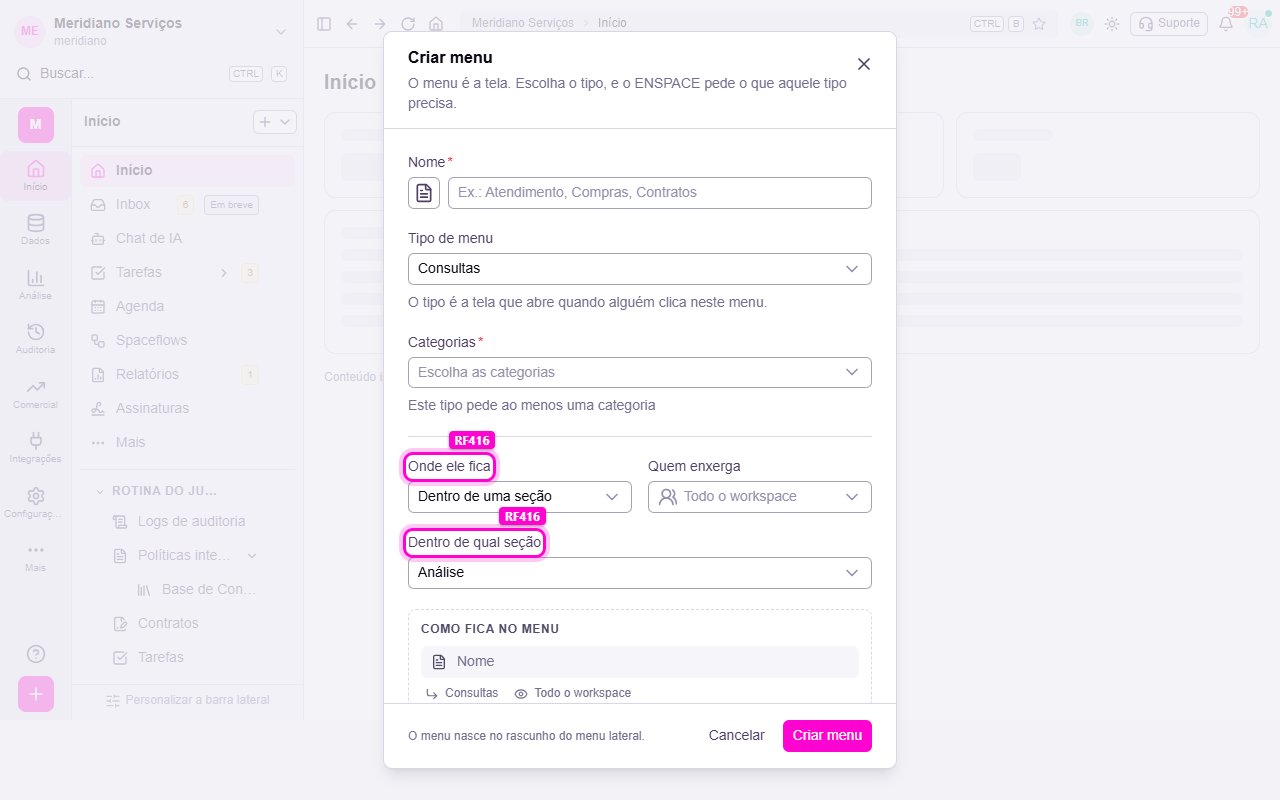 ME
Meridiano Serviços
meridiano
Buscar...
CTRL
K
Meridiano Serviços
Início
CTRL
B
BR
Suporte
99+
RA
M
Início
Dados
Análise
Auditoria
Comercial
Integrações
Configuraç...
Mais
Início
Início
Inbox
6
Em breve
Chat de IA
Tarefas
3
Agenda
Spaceflows
Relatórios
1
Assinaturas
Mais
ROTINA DO JU...
Logs de auditoria
Políticas inte...
Base de Con...
Contratos
Tarefas
Personalizar a barra lateral
Início
Conteúdo
Criar menu
O menu é a tela. Escolha o tipo, e o ENSPACE pede o que aquele tipo
precisa.
Nome*
Ex.: Atendimento, Compras, Contratos
Tipo de menu
Consultas
O tipo é a tela que abre quando alguém clica neste menu.
Categorias*
Escolha as categorias
Este tipo pede ao menos uma categoria
RF416
Onde ele fica
Quem enxerga
Dentro de uma seção
Todo o workspace
RF416
Dentro de qual seção
Análise
COMO FICA NO MENU
Nome
Consultas
Todo o workspace
O menu nasce no rascunho do menu lateral.
Cancelar
Criar menu